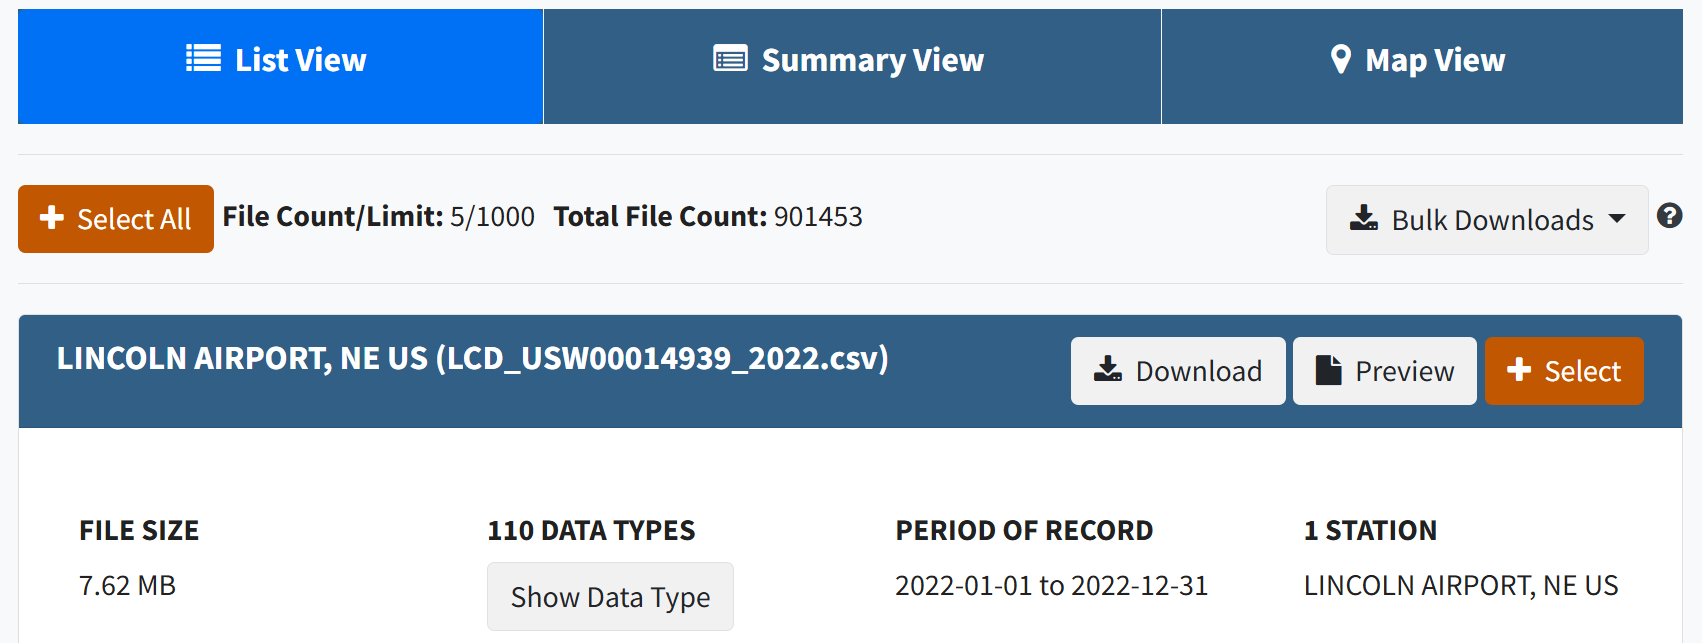 List View
Summary View
Map View
Select All File Count/Limit: 5/1000 Total File Count: 901453
Bulk Downloads
LINCOLN AIRPORT, NE US (LCD_USW00014939_2022.csv)
Download
Preview
Select
FILE SIZE
7.62 MB
110 DATA TYPES
Show Data Type
PERIOD OF RECORD
2022-01-01 to 2022-12-31
1 STATION
LINCOLN AIRPORT, NE US